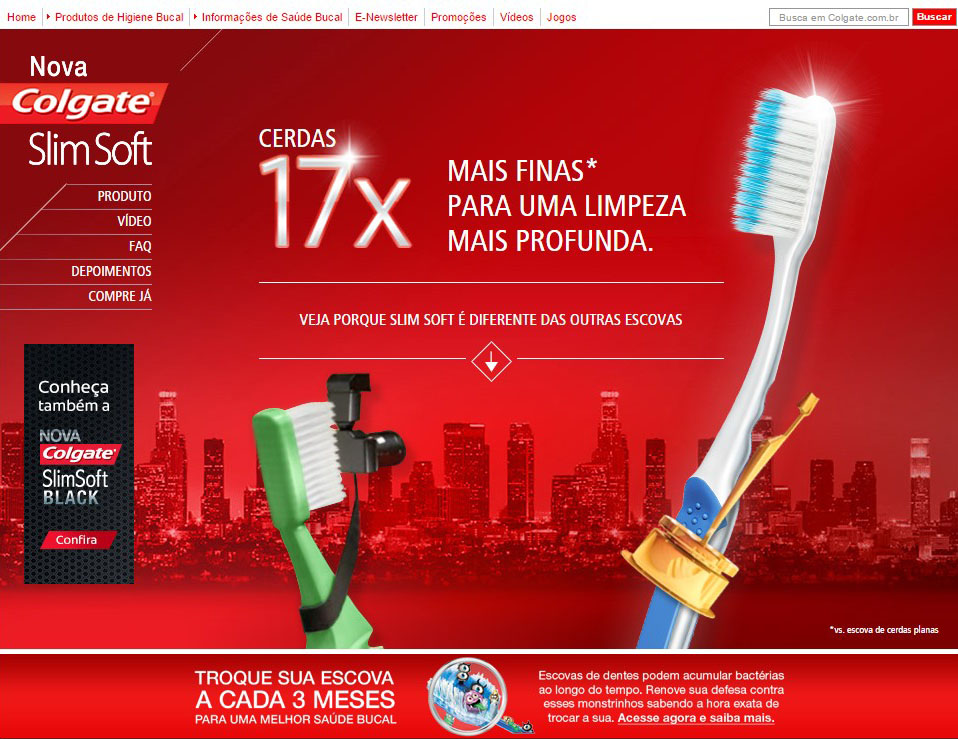 Home
Produtos de Higiene Bucal
Informações de Saúde Bucal
E-Newsletter
Promoções
Vídeos
Jogos
Busca em Colgate.com.br
Buscar
Nova
Colgate®
Slim Soft
PRODUTO
VÍDEO
FAQ
DEPOIMENTOS
COMPRE JÁ
CERDAS
17x
MAIS FINAS*
PARA UMA LIMPEZA
MAIS PROFUNDA.
VEJA PORQUE SLIM SOFT É DIFERENTE DAS OUTRAS ESCOVAS
Conheça
também a
NOVA
Colgate®
SlimSoft
BLACK
Confira
*vs. escova de cerdas planas
TROQUE SUA ESCOVA
A CADA 3 MESES
PARA UMA MELHOR SAÚDE BUCAL
Escovas de dentes podem acumular bactérias
ao longo do tempo. Renove sua defesa contra
esses monstrinhos sabendo a hora exata de
trocar a sua. Acesse agora e saiba mais.